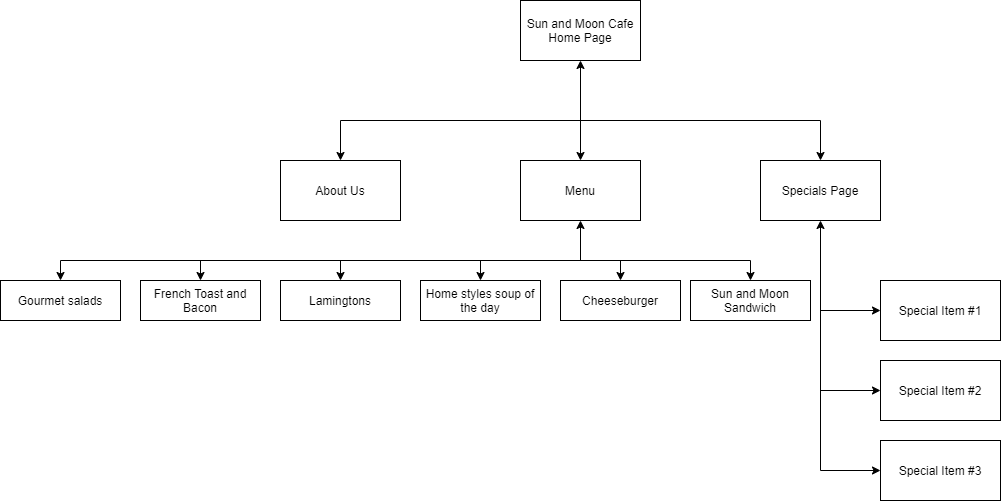 Sun and Moon Cafe
Home Page
About Us
Menu
Specials Page
Gourmet salads
French Toast and
Bacon
Lamingtons
Home styles soup of
the day
Cheeseburger
Sun and Moon
Sandwich
Special Item #1
Special Item #2
Special Item #3